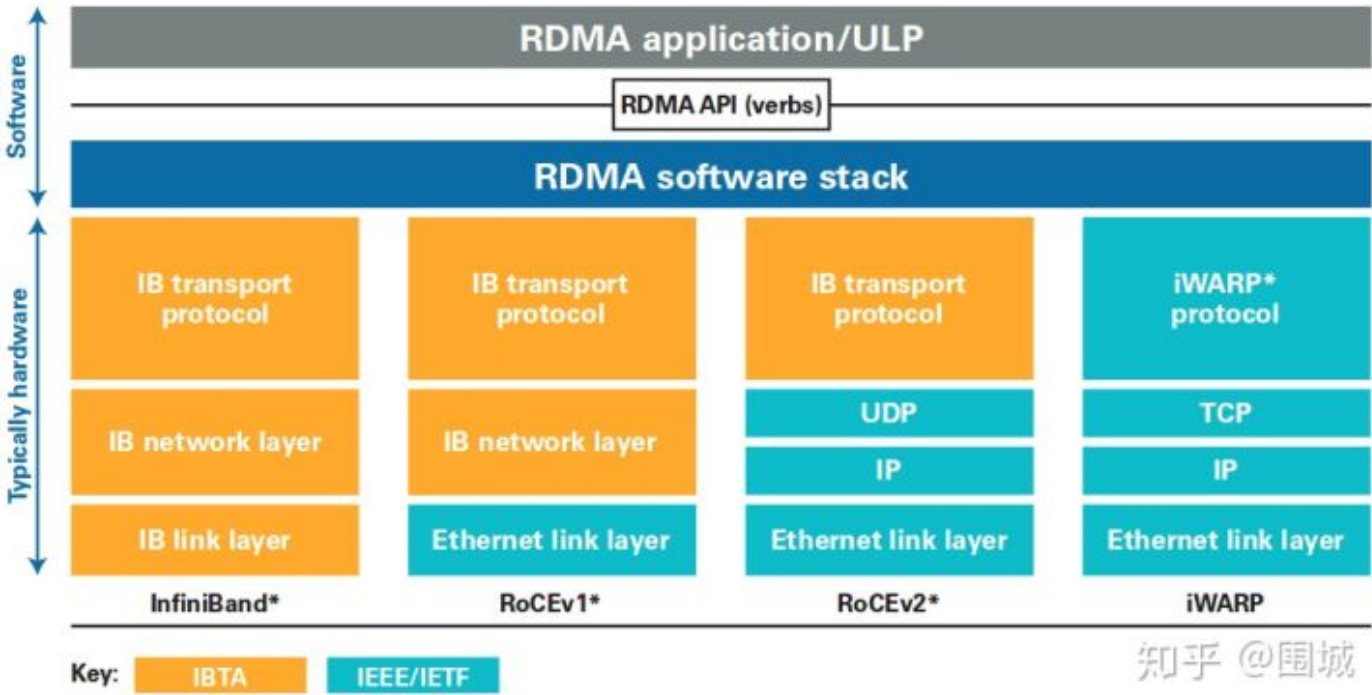 Software
RDMA application/ULP
RDMA API (verbs)
RDMA software stack
Typically hardware
IB transport
protocol
IB transport
protocol
IB transport
protocol
iWARP*
protocol
IB network layer
IB network layer
UDP
TCP
IP
IP
IB link layer
Ethernet link layer
Ethernet link layer
Ethernet link layer
InfiniBand*
RoCEv1*
RoCEv2*
iWARP
Key:
IBTA
IEEE/IETF
知乎 @围城